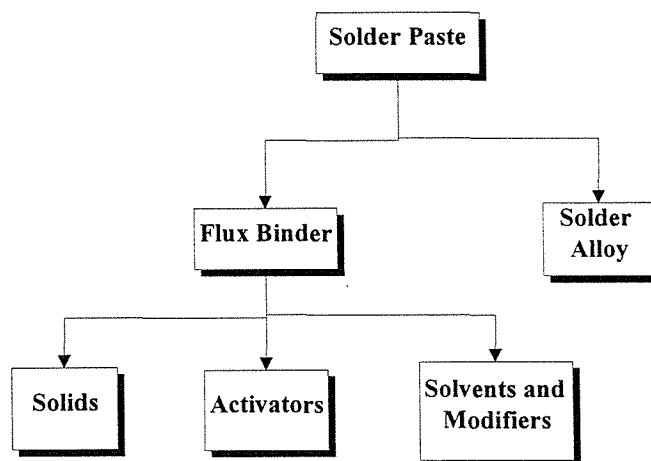 Solder Paste
Flux Binder
Solder
Alloy
Solids
Activators
Solvents and
Modifiers